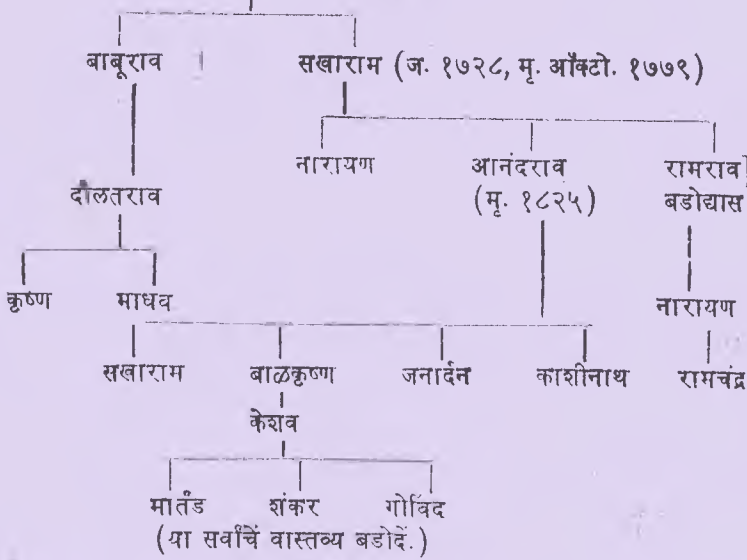 बाबूराव सखाराम (ज. १७२८, मृ. ऑक्टो. १७७९)
नारायण आनंदराव रामराव
दौलतराव (मृ. १८२५) बडोद्यास
कृष्ण माधव नारायण
सखाराम बाळकृष्ण जनार्दन काशीनाथ रामचंद्र
केशव
मार्तंड शंकर गोविंद
(या सर्वांचें वास्तव्य बडोदें.)